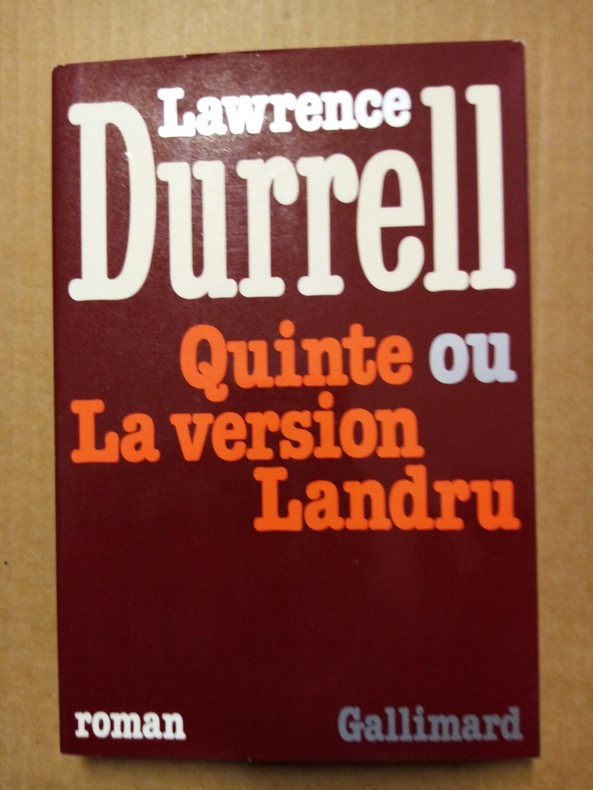 Lawrence
Durrell
Quinte ou
La version
Landru
roman
Gallimard